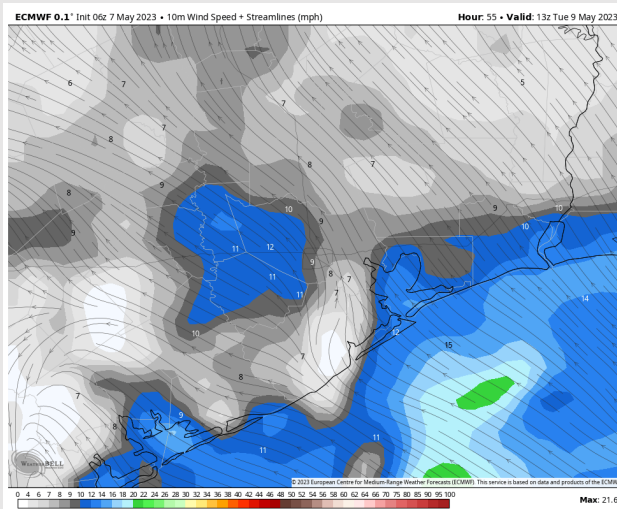 ECMWF 0.1° Init 06z 7 May 2023 • 10m Wind Speed + Streamlines (mph) Hour: 55 • Valid: 13z Tue 9 May 2023
6 7 5
7
7
8
8 7
9
8
10 9 10
9 9 10
11 12
9
8 7
11
11 7 14
10 12
15
7
8
7
9
8 9
11 11
WeatherBELL
© 2023 European Centre for Medium-Range Weather Forecasts (ECMWF). This service is based on data and products of the ECMW
0 4 6 7 8 9 10 12 14 16 18 20 22 24 26 28 30 32 34 36 38 40 42 44 46 48 50 52 54 56 58 60 65 70 75 80 85 90 95 100
Max: 21.6